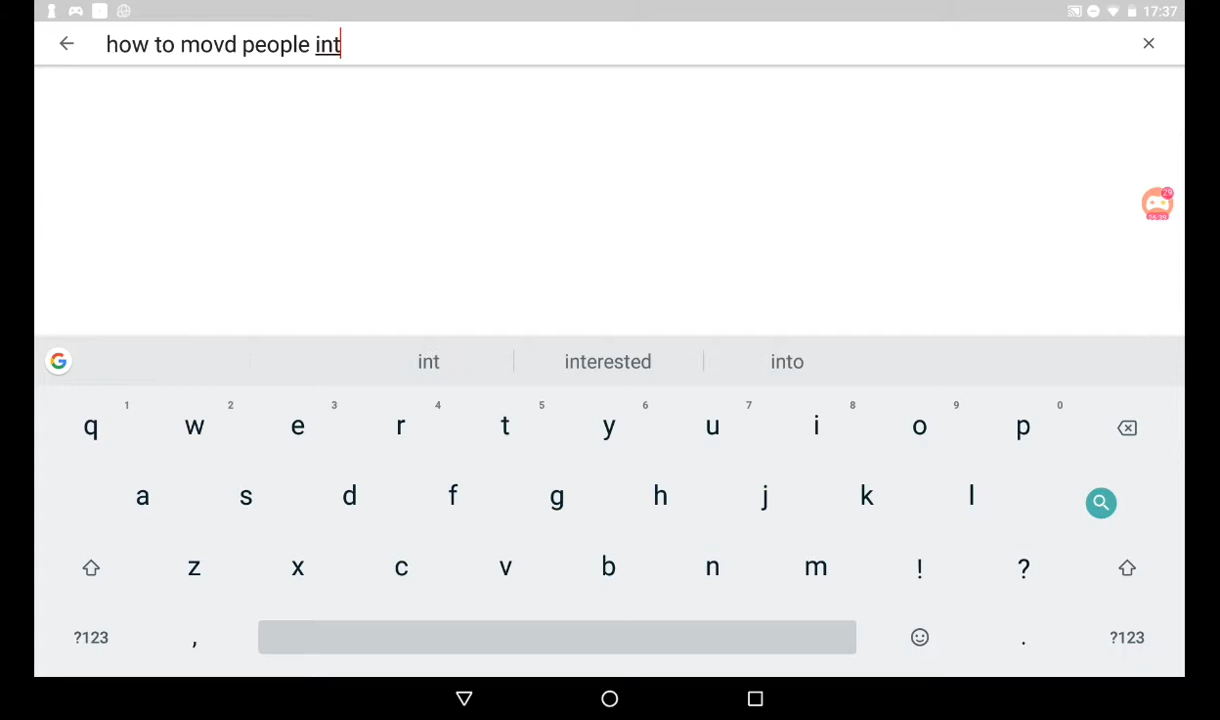 17:37
how to movd people int
29
int interested into
1 2 3 4 5 6 7 8 9 0
q w e r t y u i o p
a s d f g h j k l
z x c v b n m ! ?
?123 , . ?123